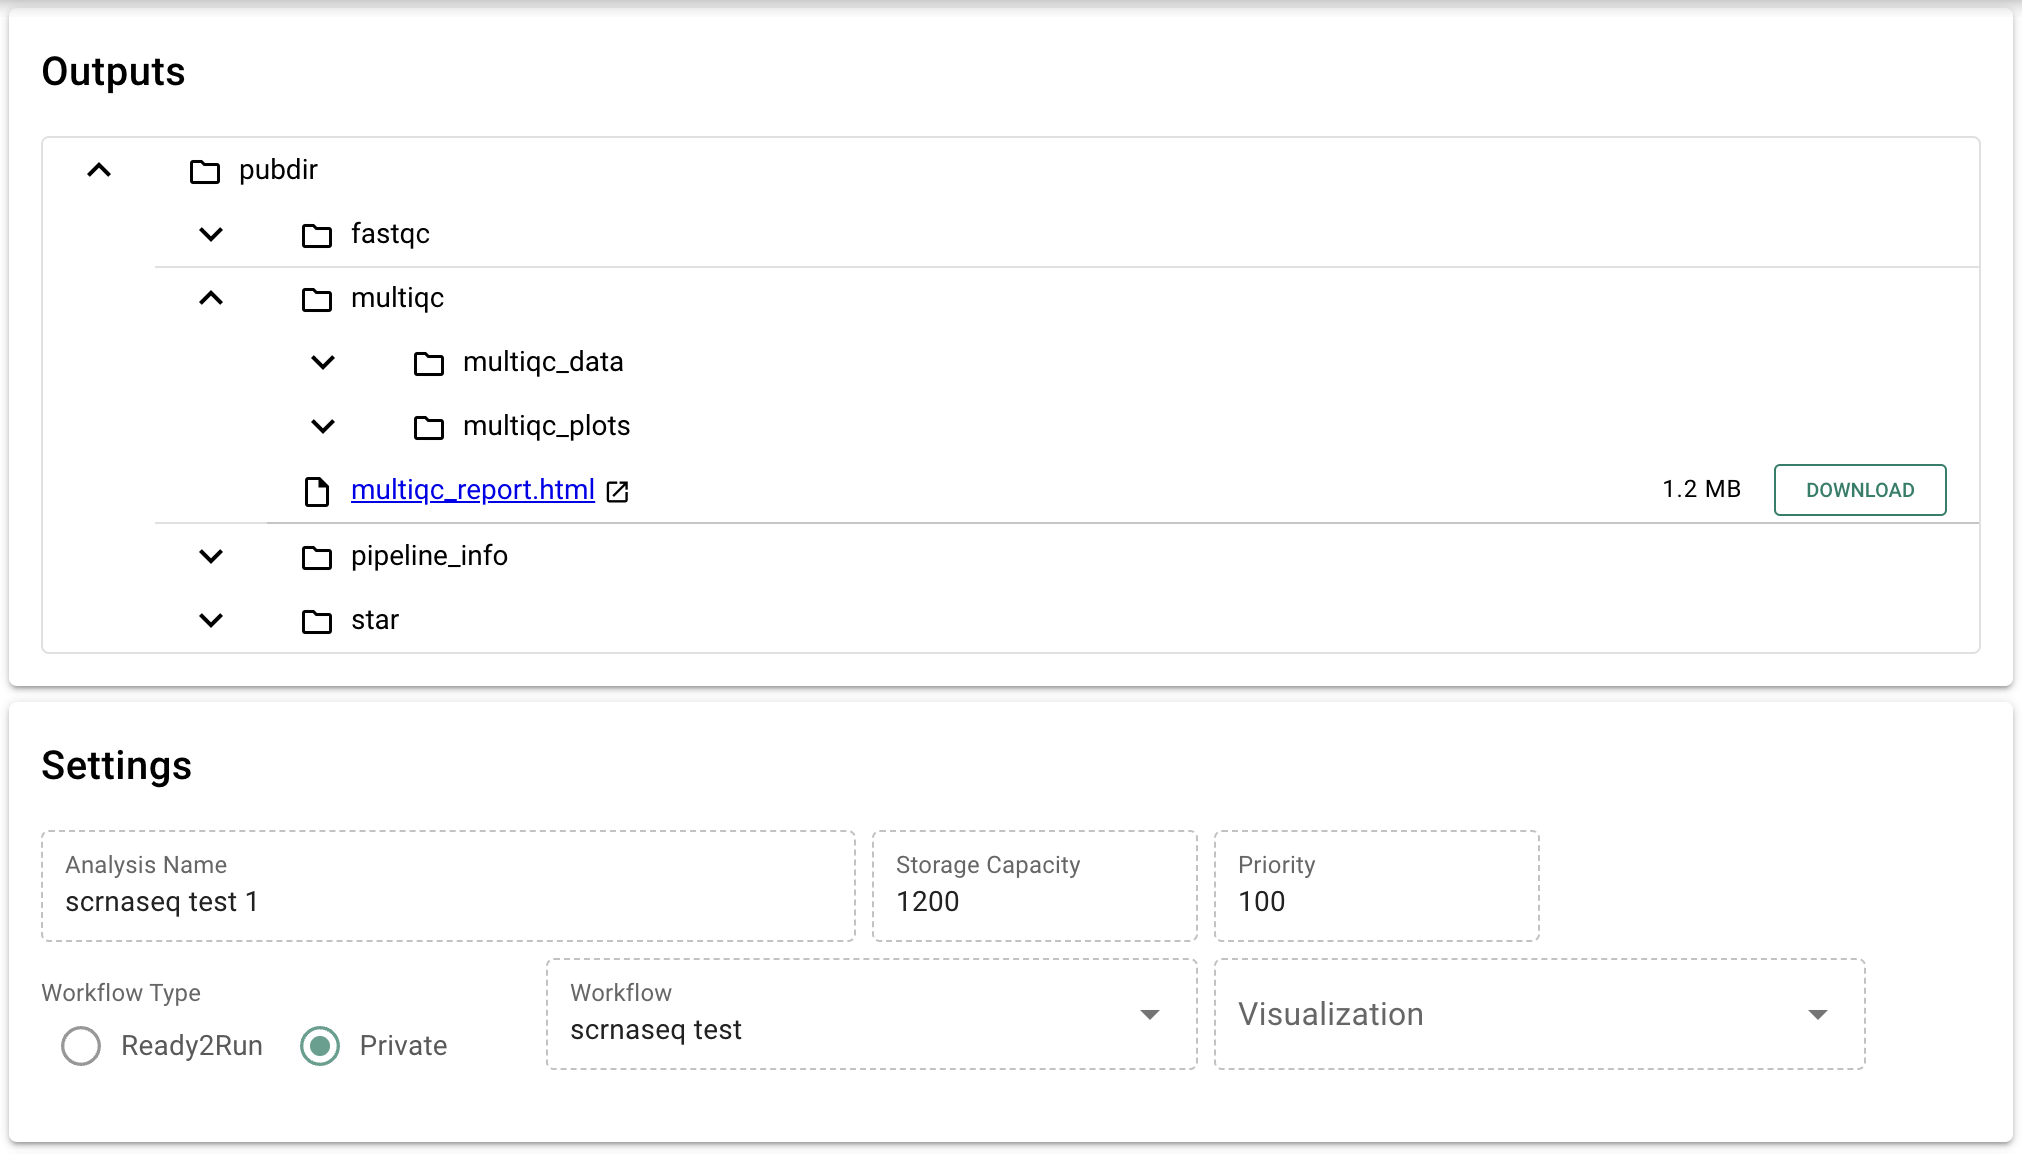 Outputs
pubdir
fastqc
multiqc
multiqc_data
multiqc_plots
multiqc_report.html 1.2 MB DOWNLOAD
pipeline_info
star
Settings
Analysis Name Storage Capacity Priority
scrnaseq test 1 1200 100
Workflow Type Workflow
Ready2Run Private scrnaseq test Visualization